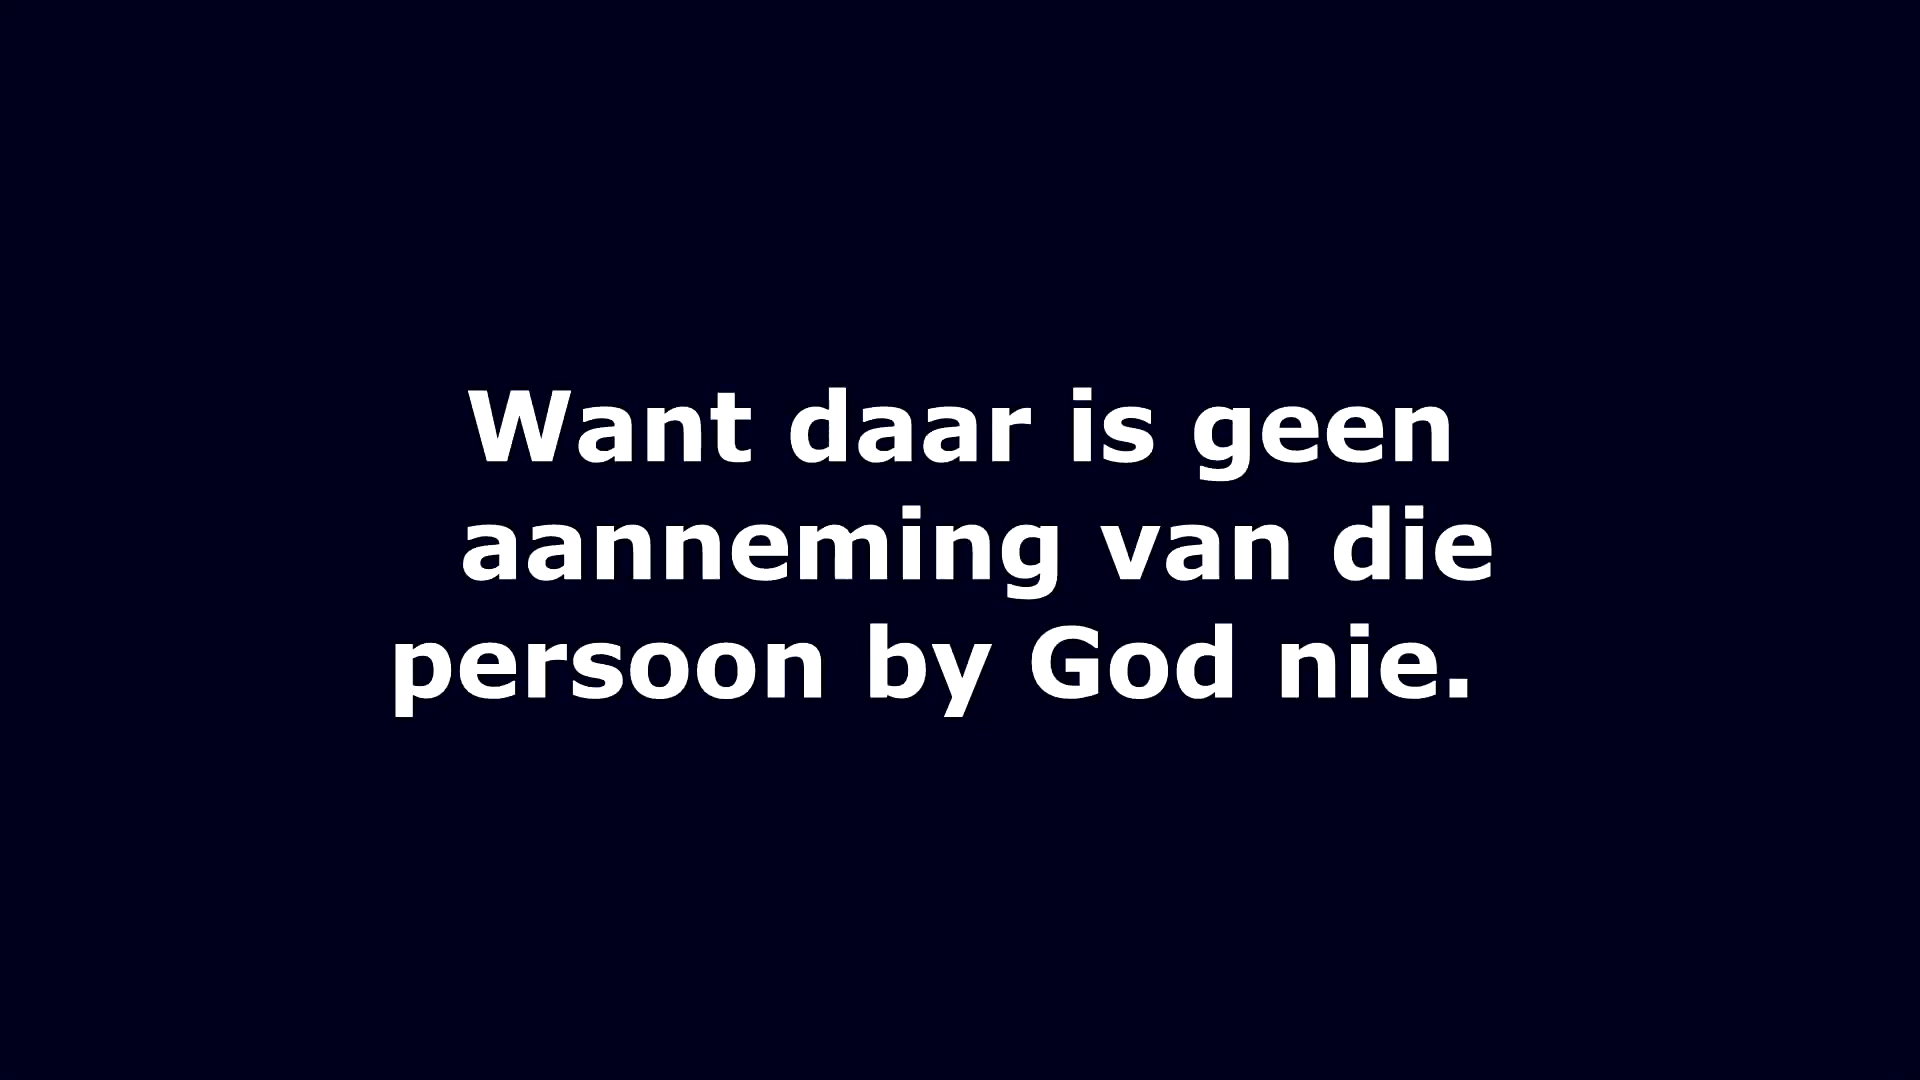 Want daar is geen
aanneming van die
persoon by God nie.